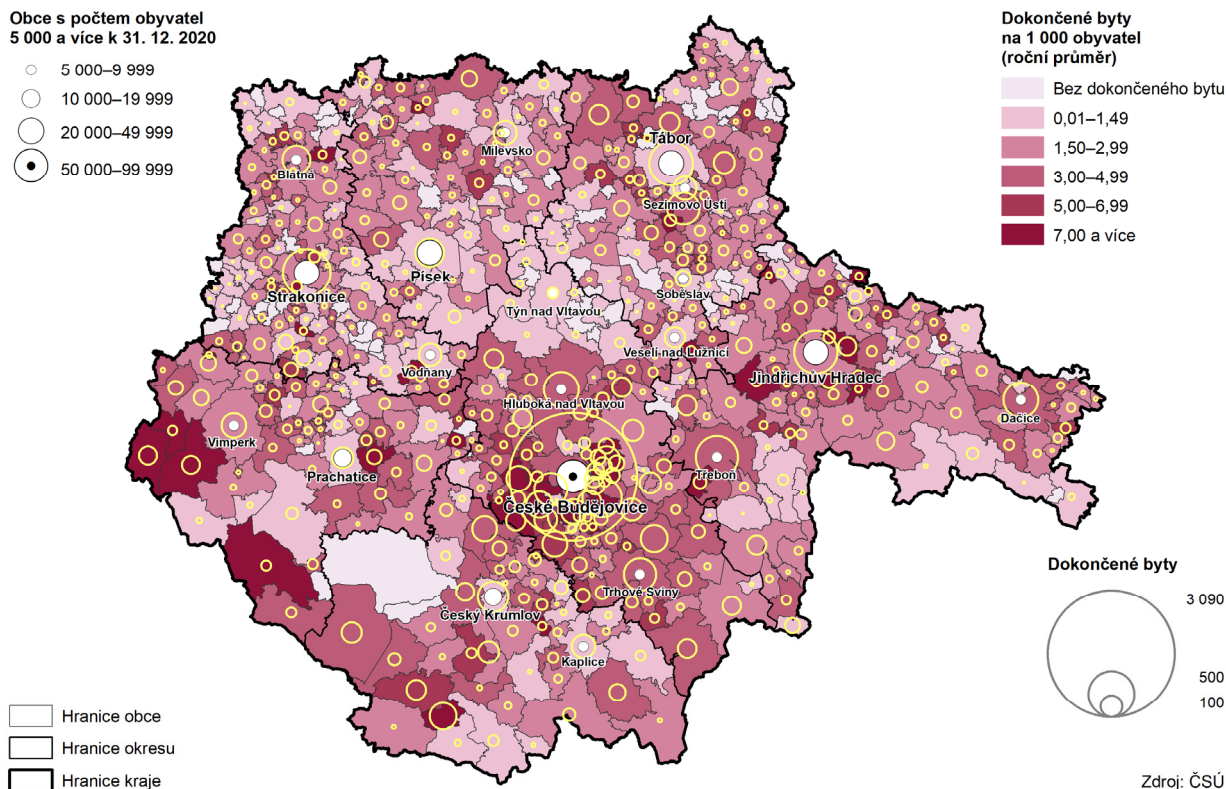 Obce s počtem obyvatel
5 000 a více k 31. 12. 2020
5 000–9 999
10 000–19 999
20 000–49 999
50 000–99 999
Dokončené byty
na 1 000 obyvatel
(roční průměr)
Bez dokončeného bytu
0,01–1,49
1,50–2,99
3,00–4,99
5,00–6,99
7,00 a více
Tábor
Milevsko
Blatná
Sezimovo Ústí
Písek
Strakonice
Soběslav
Týn nad Vltavou
Veselí nad Lužnicí
Vodňany
Jindřichův Hradec
Hluboká nad Vltavou
Dačice
Vimperk
Prachatice
Třeboň
České Budějovice
Trhové Sviny
Český Krumlov
Kaplice
Dokončené byty
3 090
500
100
Hranice obce
Hranice okresu
Hranice kraje
Zdroj: ČSÚ